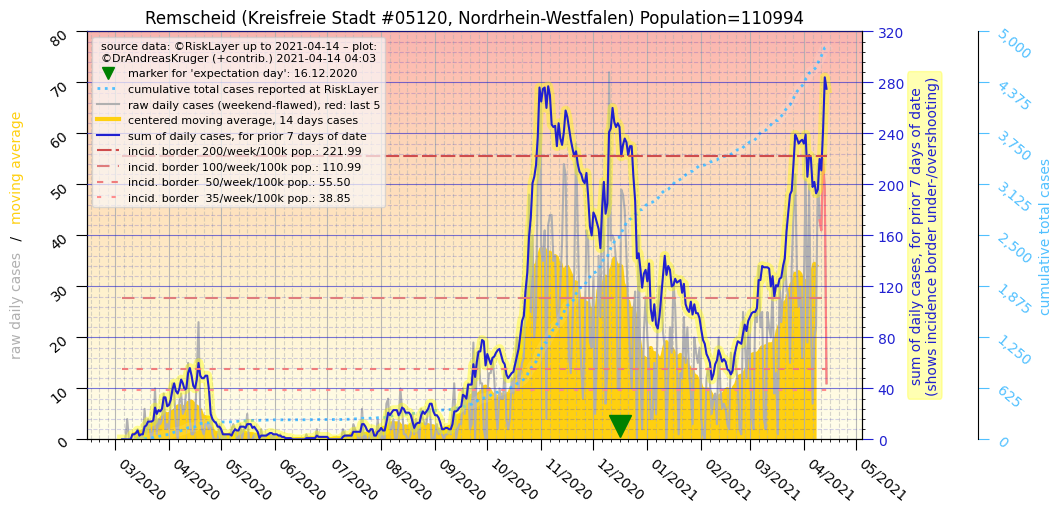 Remscheid (Kreisfreie Stadt #05120, Nordrhein-Westfalen) Population=110994
source data: ©RiskLayer up to 2021-04-14 – plot:
©DrAndreasKruger (+contrib.) 2021-04-14 04:03
marker for 'expectation day': 16.12.2020
cumulative total cases reported at RiskLayer
raw daily cases (weekend-flawed), red: last 5
centered moving average, 14 days cases
sum of daily cases, for prior 7 days of date
incid. border 200/week/100k pop.: 221.99
incid. border 100/week/100k pop.: 110.99
incid. border  50/week/100k pop.: 55.50
incid. border  35/week/100k pop.: 38.85
raw daily cases / moving average
80
70
60
50
40
30
20
10
0
03/2020
04/2020
05/2020
06/2020
07/2020
08/2020
09/2020
10/2020
11/2020
12/2020
01/2021
02/2021
03/2021
04/2021
05/2021
320
280
240
200
160
120
80
40
0
sum of daily cases, for prior 7 days of date
(shows incidence border under-/overshooting)
5,000
4,375
3,750
3,125
2,500
1,875
1,250
625
0
cumulative total cases